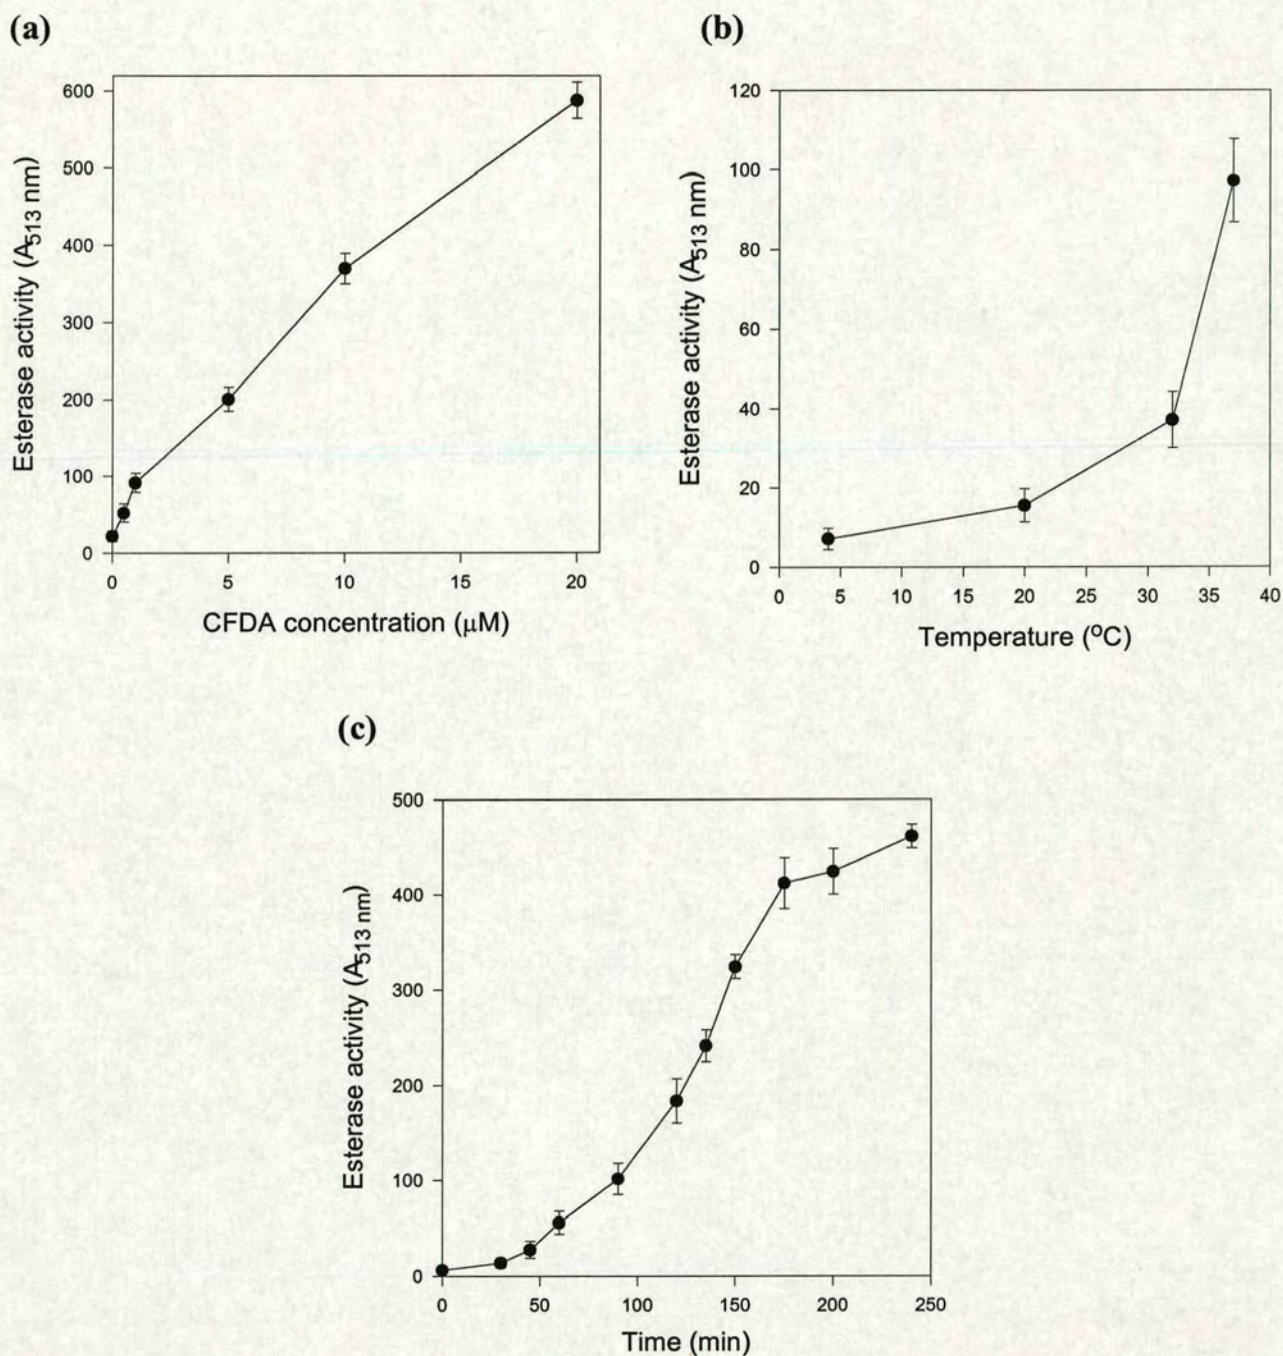 (a)
600
500
400
300
200
100
0
Esterase activity (A513 nm)
0 5 10 15 20
CFDA concentration (µM)
(b)
120
100
80
60
40
20
0
Esterase activity (A513 nm)
0 5 10 15 20 25 30 35 40
Temperature (°C)
(c)
500
400
300
200
100
0
Esterase activity (A513 nm)
0 50 100 150 200 250
Time (min)